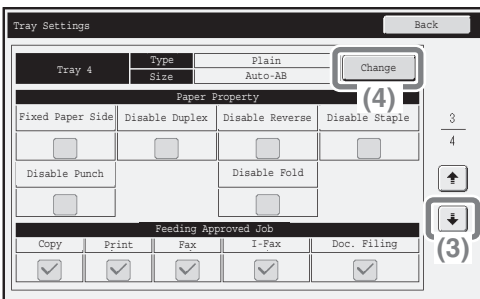 Tray Settings
Back
Tray 4
Type
Plain
Size
Auto-AB
Change
(4)
Paper Property
Fixed Paper Side
Disable Duplex
Disable Reverse
Disable Staple
Disable Punch
Disable Fold
3
4
(3)
Feeding Approved Job
Copy
Print
Fax
I-Fax
Doc. Filing